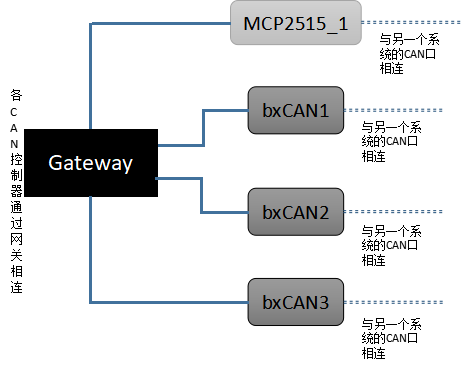 MCP2515_1
与另一个系
统的CAN口
相连
各CAN控制器通过网关相连
bxCAN1
与另一个系
统的CAN口
相连
Gateway
bxCAN2
与另一个系
统的CAN口
相连
bxCAN3
与另一个系
统的CAN口
相连